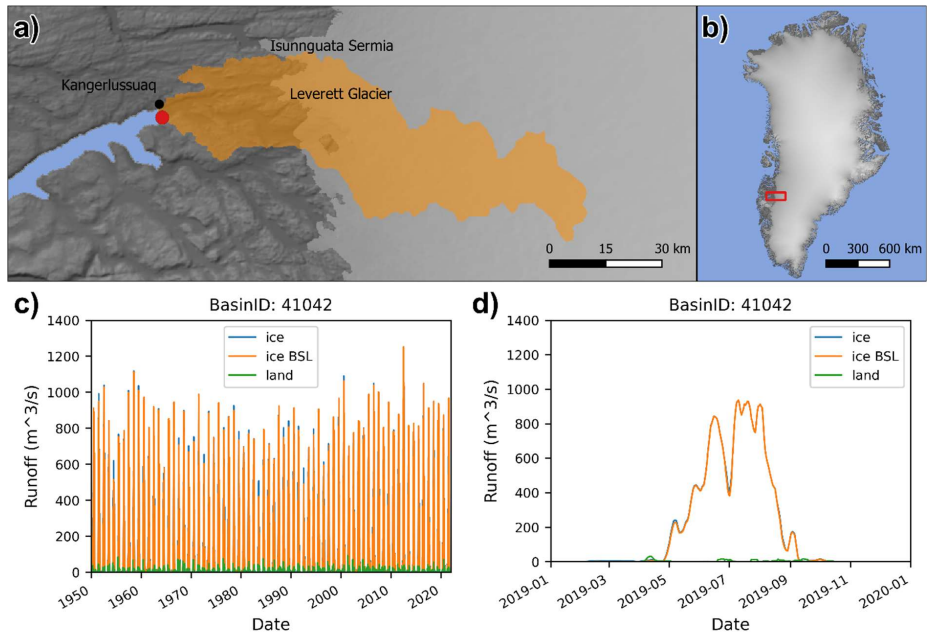 a)
Isunnguata Sermia
Kangerlussuaq
Leverett Glacier
0 15 30 km
b)
0 300 600 km
c)
BasinID: 41042
1400
1200
1000
800
600
400
200
0
Runoff (m^3/s)
ice
ice BSL
land
1950 1960 1970 1980 1990 2000 2010 2020
Date
d)
BasinID: 41042
1400
1200
1000
800
600
400
200
0
Runoff (m^3/s)
ice
ice BSL
land
2019-01 2019-03 2019-05 2019-07 2019-09 2019-11 2020-01
Date